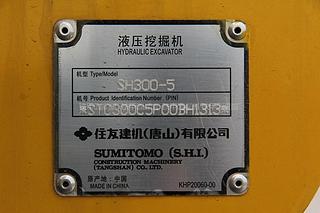 液压挖掘机
HYDRAULIC EXCAVATOR
机型 Type/Model
SH300-5
机号 Product Identification Number (PIN)
STC300C5P00BH1313
住友建机(唐山)有限公司
SUMITOMO (S.H.I.)
CONSTRUCTION MACHINERY
(TANGSHAN) CO., LTD.
原产地:中国
MADE IN CHINA
KHP20060-00